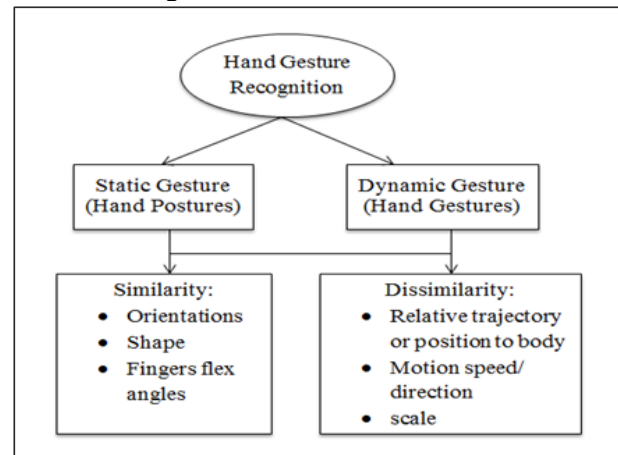 Hand Gesture
Recognition
Static Gesture
(Hand Postures)
Dynamic Gesture
(Hand Gestures)
Similarity:
• Orientations
• Shape
• Fingers flex
angles
Dissimilarity:
• Relative trajectory
or position to body
• Motion speed/
direction
• scale